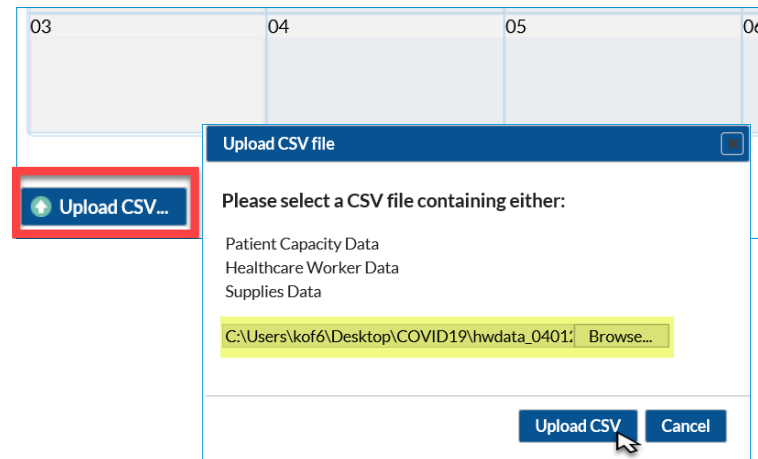 03 04 05 06
Upload CSV file
Upload CSV...
Please select a CSV file containing either:
Patient Capacity Data
Healthcare Worker Data
Supplies Data
C:\Users\kof6\Desktop\COVID19\hwdata_0401 Browse...
Upload CSV Cancel